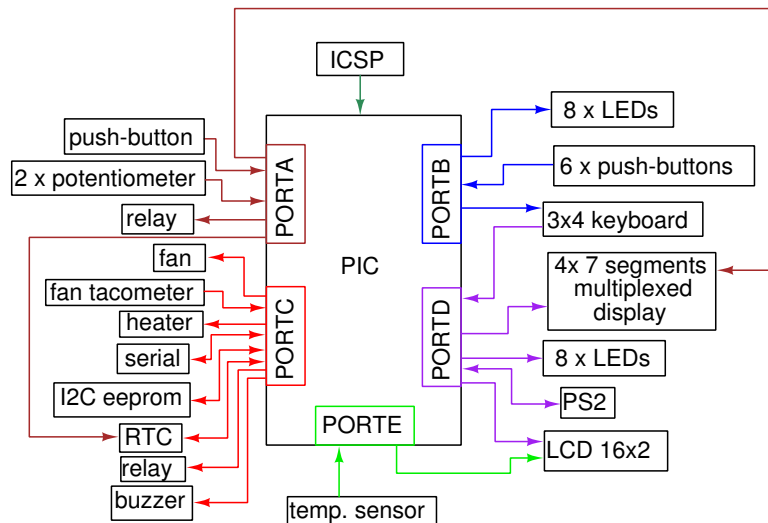 ICSP
push-button
8 x LEDs
2 x potentiometer
PORTA
PORTB
6 x push-buttons
relay
3x4 keyboard
fan
PIC
4x 7 segments
multiplexed
display
fan tacometer
PORTC
PORTD
heater
serial
8 x LEDs
I2C eeprom
PS2
RTC
PORTE
LCD 16x2
relay
buzzer
temp. sensor